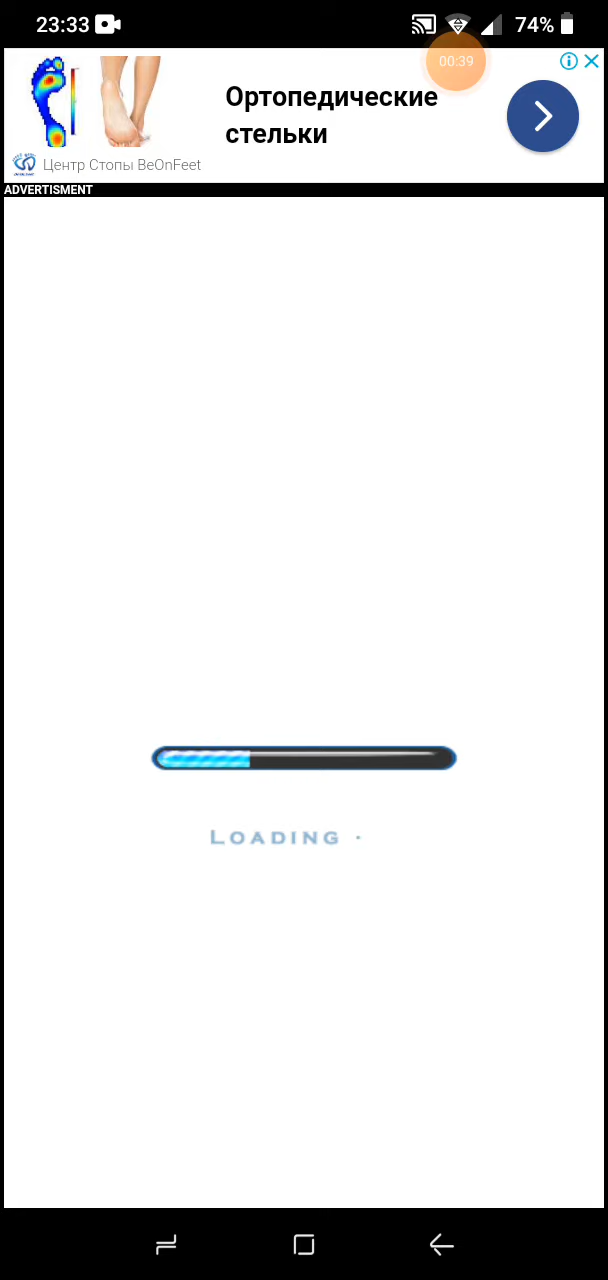 23:33
74%
00:39
Ортопедические
стельки
Центр Стопы BeOnFeet
ADVERTISMENT
LOADING .